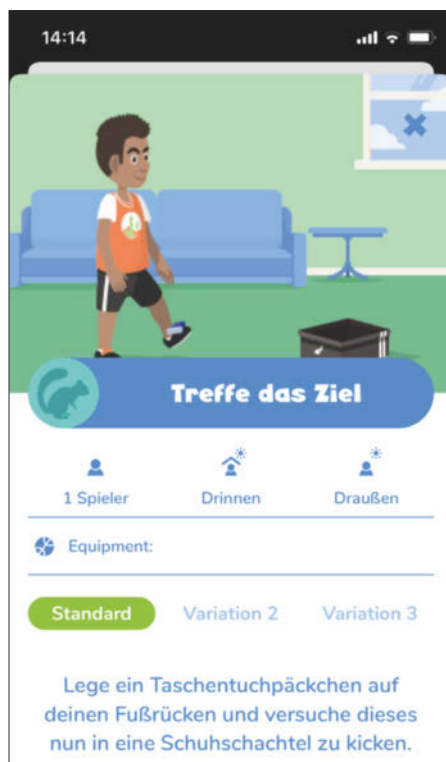 14:14
Treffe das Ziel
1 Spieler
Drinnen
Draußen
Equipment:
Standard
Variation 2
Variation 3
Lege ein Taschentuchpäckchen auf
deinen Fußrücken und versuche dieses
nun in eine Schuhschachtel zu kicken.